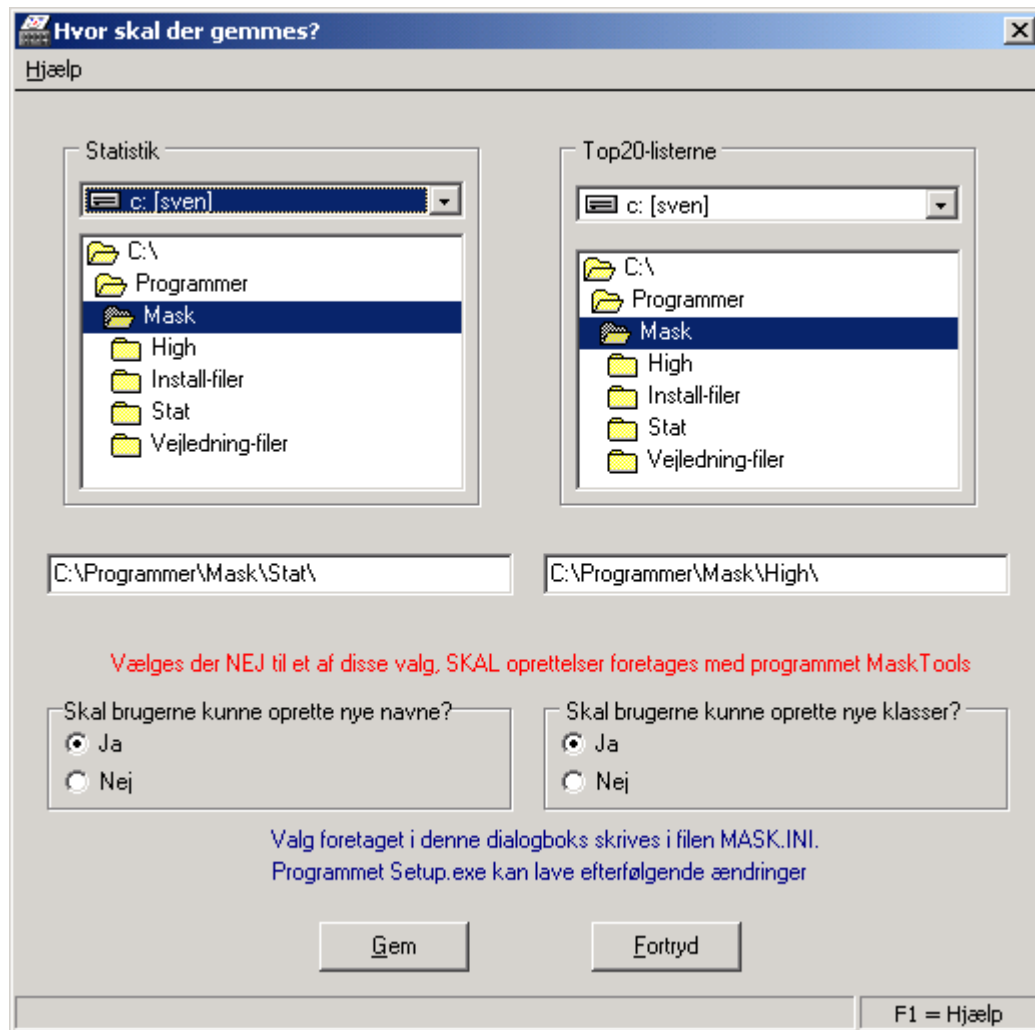 Hvor skal der gemmes?
Hjælp
Statistik
c: [sven]
C:\
Programmer
Mask
High
Install-filer
Stat
Vejledning-filer
Top20-listerne
c: [sven]
C:\
Programmer
Mask
High
Install-filer
Stat
Vejledning-filer
C:\Programmer\Mask\Stat\
C:\Programmer\Mask\High\
Vælges der NEJ til et af disse valg, SKAL oprettelser foretages med programmet MaskTools
Skal brugerne kunne oprette nye navne?
Ja
Nej
Skal brugerne kunne oprette nye klasser?
Ja
Nej
Valg foretaget i denne dialogboks skrives i filen MASK.INI.
Programmet Setup.exe kan lave efterfølgende ændringer
Gem
Fortryd
F1 = Hjælp